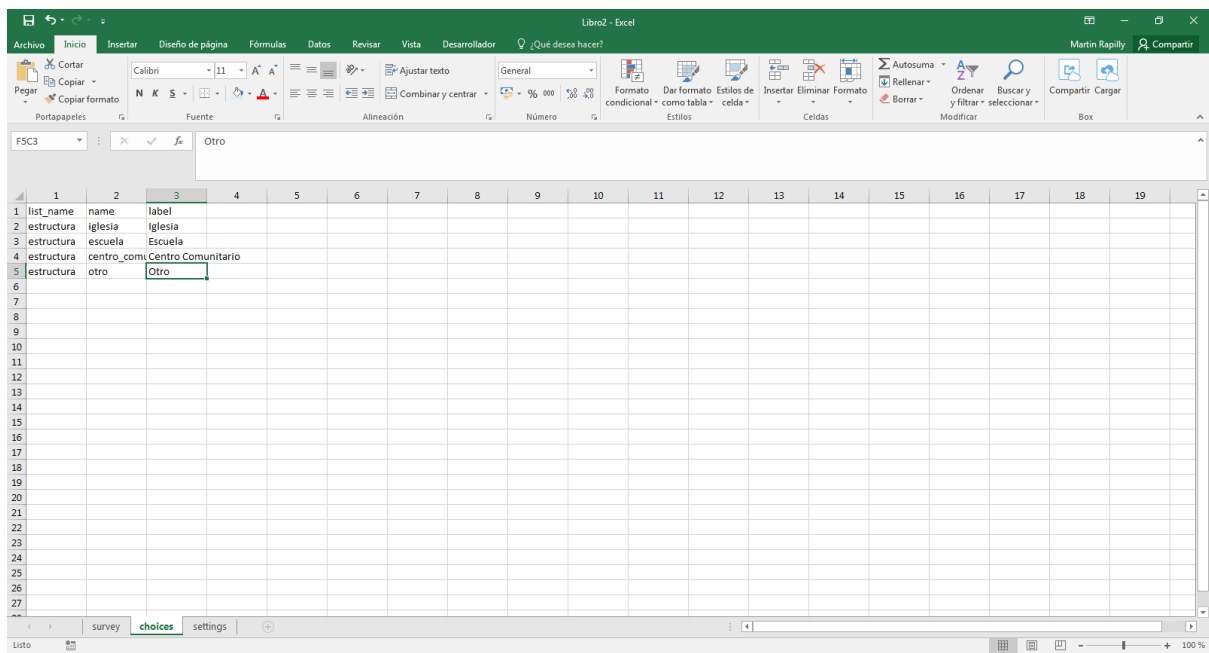 Libro2 - Excel
Archivo Inicio Insertar Diseño de página Fórmulas Datos Revisar Vista Desarrollador ¿Qué desea hacer? Martin Rapilly Compartir
Pegar Cortar Copiar Copiar formato
Calibri 11 A A
N K S A
Ajustar texto
Combinar y centrar
General
% 000
Formato condicional Dar formato como tabla Estilos de celda
Insertar Eliminar Formato
Autosuma Rellenar Borrar
Ordenar y filtrar Buscar y seleccionar
Compartir Cargar
Portapapeles Fuente Alineación Número Estilos Celdas Modificar Box
F5C3 fx Otro
1 2 3 4 5 6 7 8 9 10 11 12 13 14 15 16 17 18 19
1 list_name name label
2 estructura iglesia Iglesia
3 estructura escuela Escuela
4 estructura centro_comu Centro Comunitario
5 estructura otro Otro
6
7
8
9
10
11
12
13
14
15
16
17
18
19
20
21
22
23
24
25
26
27
survey choices settings
Listo 100 %